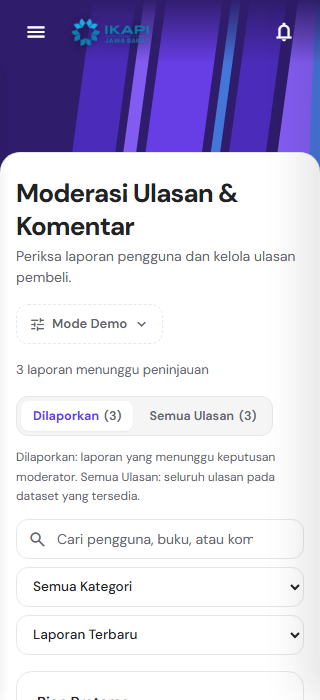 IKAPI
JAWA BARAT
Moderasi Ulasan &
Komentar
Periksa laporan pengguna dan kelola ulasan
pembeli.
Mode Demo
3 laporan menunggu peninjauan
Dilaporkan (3) Semua Ulasan (3)
Dilaporkan: laporan yang menunggu keputusan
moderator. Semua Ulasan: seluruh ulasan pada
dataset yang tersedia.
Cari pengguna, buku, atau kom
Semua Kategori
Laporan Terbaru